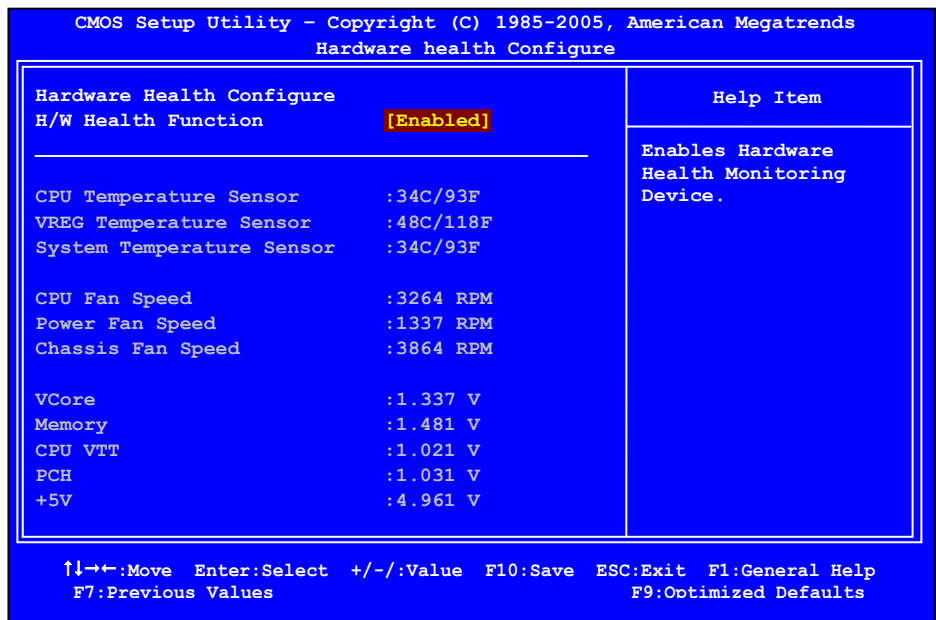 CMOS Setup Utility – Copyright (C) 1985-2005, American Megatrends
Hardware health Configure
Hardware Health Configure
H/W Health Function [Enabled]
CPU Temperature Sensor :34C/93F
VREG Temperature Sensor :48C/118F
System Temperature Sensor :34C/93F
CPU Fan Speed :3264 RPM
Power Fan Speed :1337 RPM
Chassis Fan Speed :3864 RPM
VCore :1.337 V
Memory :1.481 V
CPU VTT :1.021 V
PCH :1.031 V
+5V :4.961 V
Help Item
Enables Hardware
Health Monitoring
Device.
↑↓→←:Move Enter:Select +/-/:Value F10:Save ESC:Exit F1:General Help
F7:Previous Values F9:Optimized Defaults